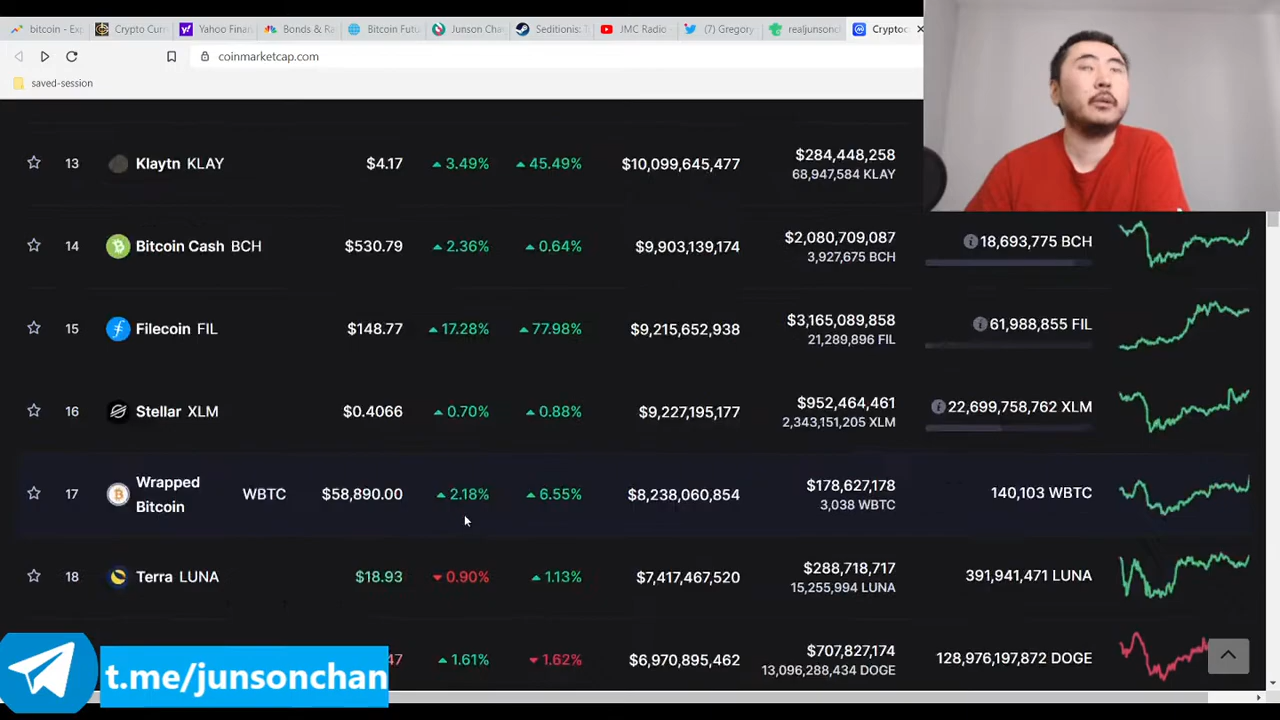 bitcoin - Ex
Crypto Curr
Yahoo Finan
Bonds & Ra
Bitcoin Futu
Junson Chan
Seditionis: T
JMC Radio
(7) Gregory
realjunsonch
Cryptoc
coinmarketcap.com
saved-session
13 Klaytn KLAY $4.17 3.49% 45.49% $10,099,645,477 $284,448,258
68,947,584 KLAY
14 Bitcoin Cash BCH $530.79 2.36% 0.64% $9,903,139,174 $2,080,709,087 18,693,775 BCH
3,927,675 BCH
15 Filecoin FIL $148.77 17.28% 77.98% $9,215,652,938 $3,165,089,858 61,988,855 FIL
21,289,896 FIL
16 Stellar XLM $0.4066 0.70% 0.88% $9,227,195,177 $952,464,461 22,699,758,762 XLM
2,343,151,205 XLM
17 Wrapped Bitcoin WBTC $58,890.00 2.18% 6.55% $8,238,060,854 $178,627,178 140,103 WBTC
3,038 WBTC
18 Terra LUNA $18.93 0.90% 1.13% $7,417,467,520 $288,718,717 391,941,471 LUNA
15,255,994 LUNA
47 1.61% 1.62% $6,970,895,462 $707,827,174 128,976,197,872 DOGE
13,096,288,434 DOGE
t.me/junsonchan